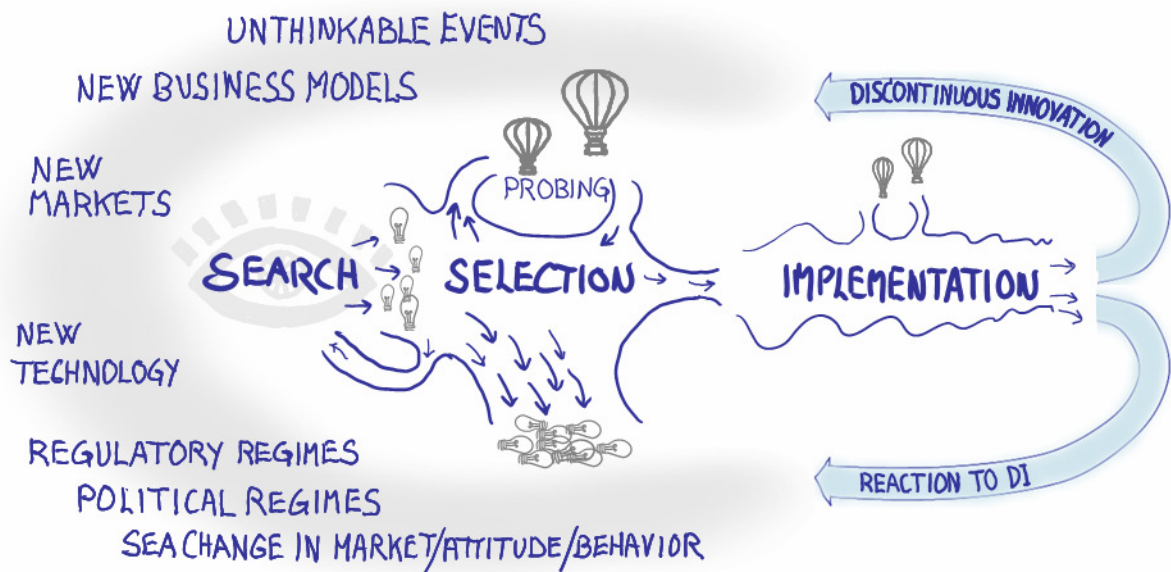 UNTHINKABLE EVENTS
NEW BUSINESS MODELS
DISCONTINUOUS INNOVATION
NEW
MARKETS
PROBING
SEARCH
SELECTION
IMPLEMENTATION
NEW
TECHNOLOGY
REGULATORY REGIMES
POLITICAL REGIMES
REACTION TO DI
SEA CHANGE IN MARKET/ATTITUDE/BEHAVIOR